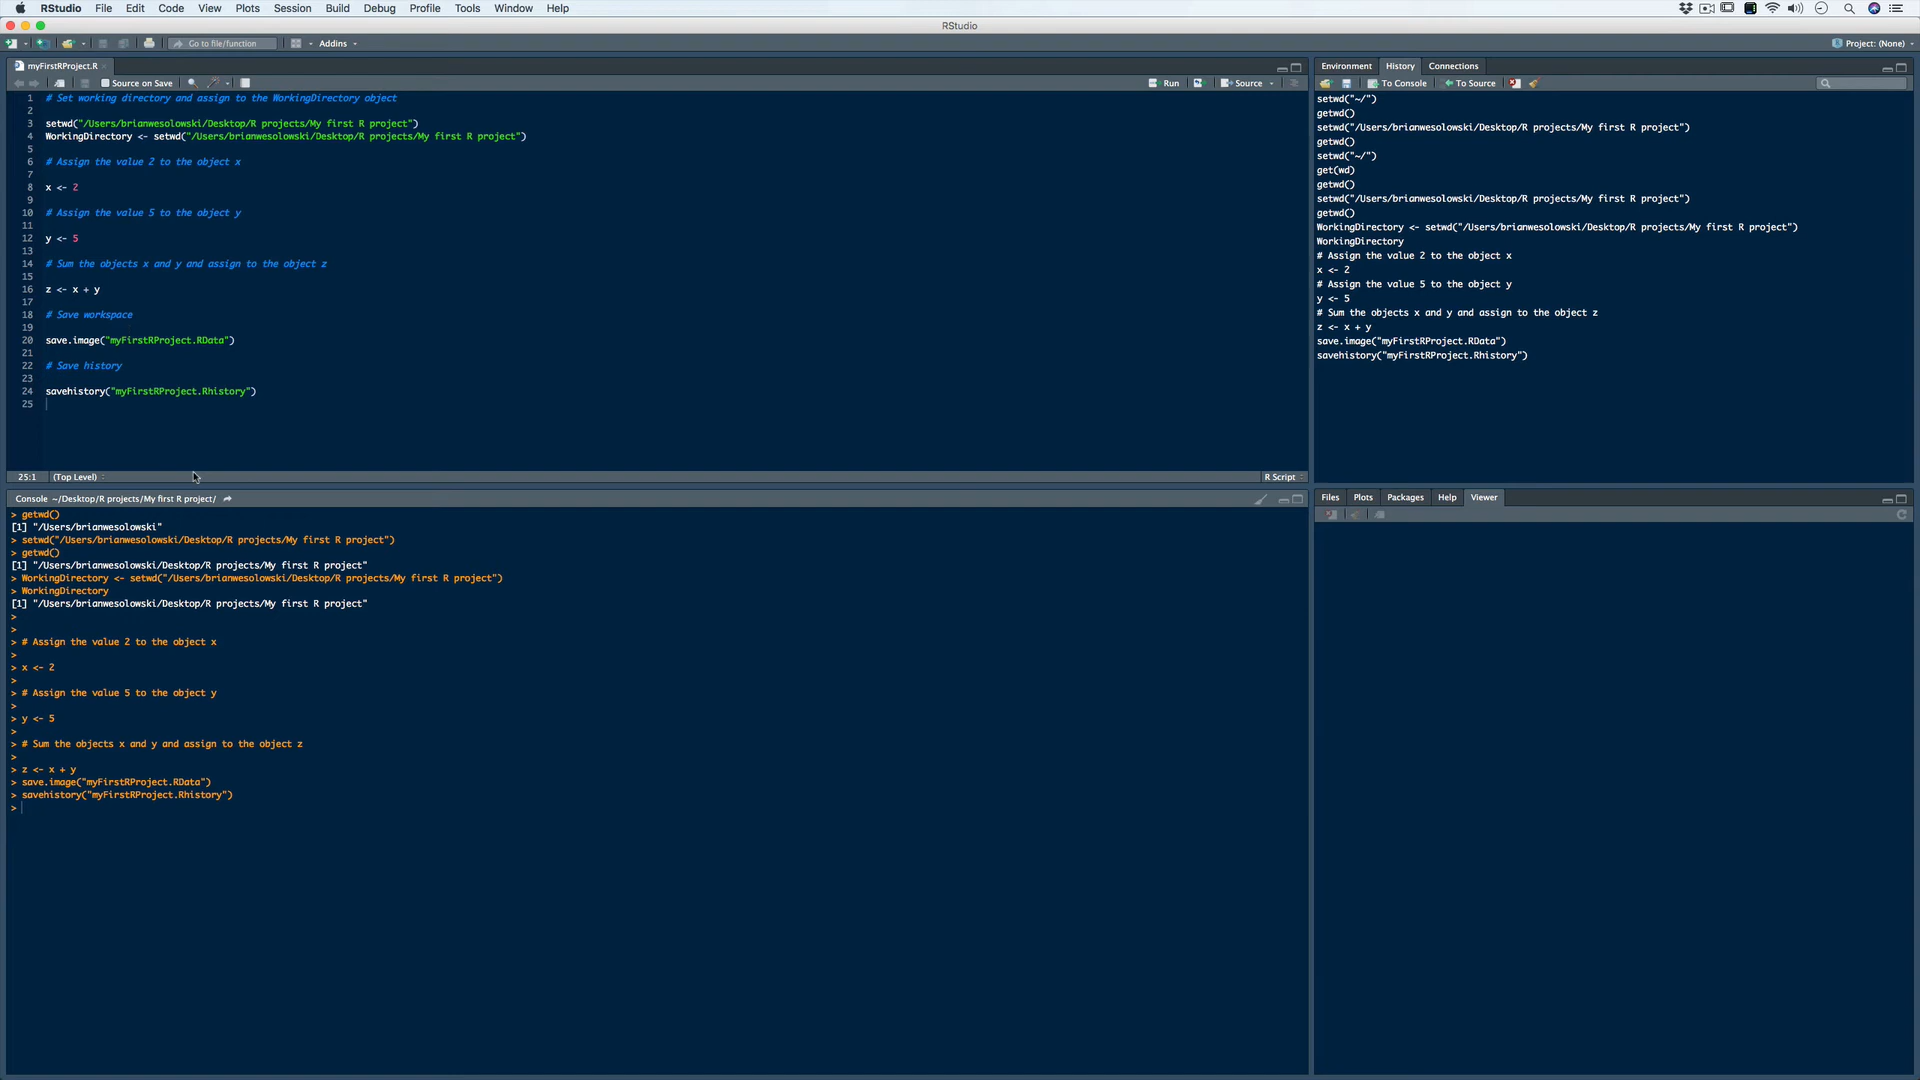 RStudio File Edit Code View Plots Session Build Debug Profile Tools Window Help
RStudio
Go to file/function Addins Project: (None)
myFirstRProject.R
Source on Save Run Source
1 # Set working directory and assign to the WorkingDirectory object
2
3 setwd("/Users/brianwesolowski/Desktop/R projects/My first R project")
4 WorkingDirectory <- setwd("/Users/brianwesolowski/Desktop/R projects/My first R project")
5
6 # Assign the value 2 to the object x
7
8 x <- 2
9
10 # Assign the value 5 to the object y
11
12 y <- 5
13
14 # Sum the objects x and y and assign to the object z
15
16 z <- x + y
17
18 # Save workspace
19
20 save.image("myFirstRProject.RData")
21
22 # Save history
23
24 savehistory("myFirstRProject.Rhistory")
25
25:1 (Top Level) R Script
Console ~/Desktop/R projects/My first R project/
> getwd()
[1] "/Users/brianwesolowski"
> setwd("/Users/brianwesolowski/Desktop/R projects/My first R project")
> getwd()
[1] "/Users/brianwesolowski/Desktop/R projects/My first R project"
> WorkingDirectory <- setwd("/Users/brianwesolowski/Desktop/R projects/My first R project")
> WorkingDirectory
[1] "/Users/brianwesolowski/Desktop/R projects/My first R project"
>
>
> # Assign the value 2 to the object x
>
> x <- 2
>
> # Assign the value 5 to the object y
>
> y <- 5
>
> # Sum the objects x and y and assign to the object z
>
> z <- x + y
> save.image("myFirstRProject.RData")
> savehistory("myFirstRProject.Rhistory")
>
Environment History Connections
To Console To Source
setwd("~/")
getwd()
setwd("/Users/brianwesolowski/Desktop/R projects/My first R project")
getwd()
setwd("~/")
get(wd)
getwd()
setwd("/Users/brianwesolowski/Desktop/R projects/My first R project")
getwd()
WorkingDirectory <- setwd("/Users/brianwesolowski/Desktop/R projects/My first R project")
WorkingDirectory
# Assign the value 2 to the object x
x <- 2
# Assign the value 5 to the object y
y <- 5
# Sum the objects x and y and assign to the object z
z <- x + y
save.image("myFirstRProject.RData")
savehistory("myFirstRProject.Rhistory")
Files Plots Packages Help Viewer